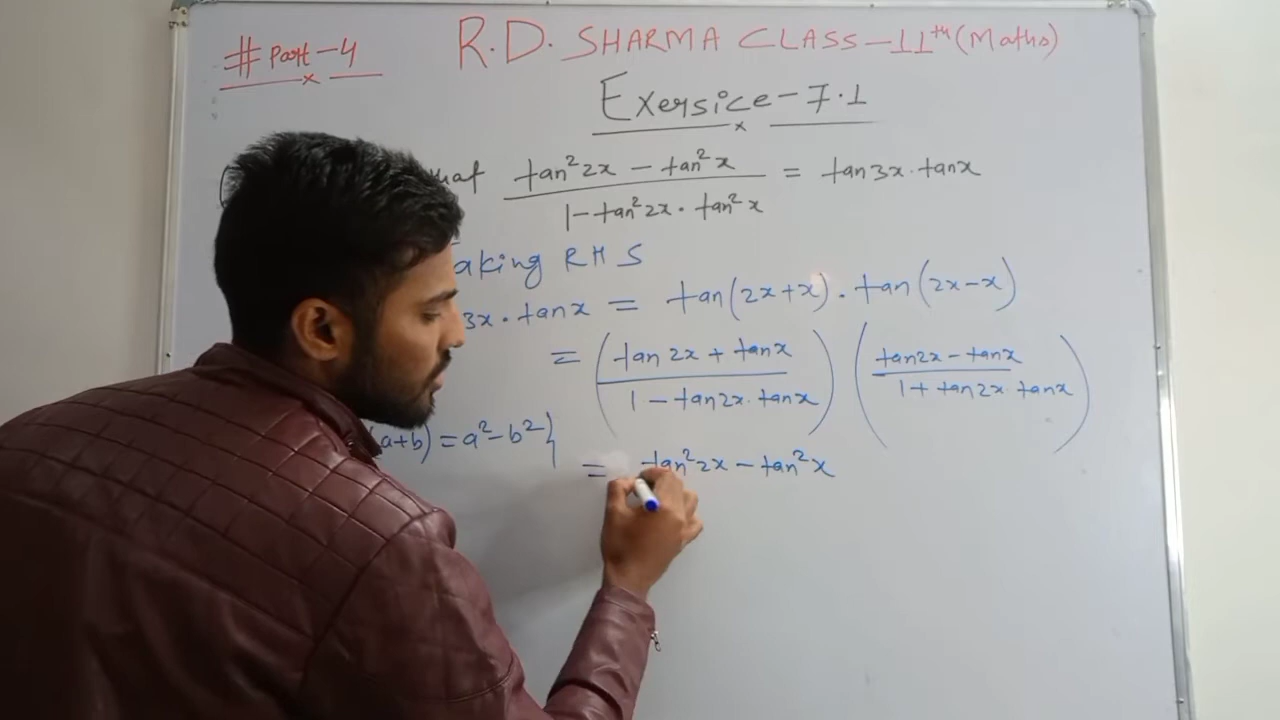 # Part-4
R.D. SHARMA CLASS-11th (Maths)
Exersice-7.1
tan²2x - tan²x / 1-tan²2x · tan²x = tan3x·tanx
aking RHS
3x·tanx = tan(2x+x)·tan(2x-x)
= (tan2x + tanx / 1 - tan2x·tanx) (tan2x - tanx / 1 + tan2x·tanx)
(a+b) = a²-b²}
= tan²2x - tan²x